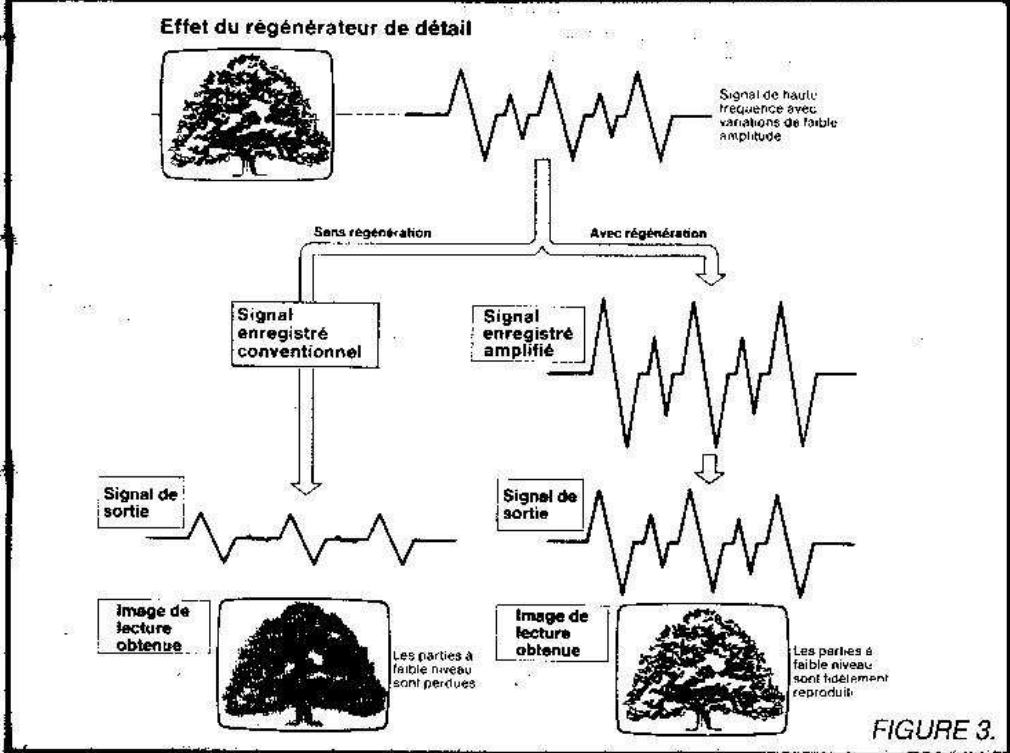 Effet du régénérateur de détail
Signal de haute
fréquence avec
variations de faible
amplitude
Sans régénération
Avec régénération
Signal
enregistré
conventionnel
Signal
enregistré
amplifié
Signal de
sortie
Signal de
sortie
Image de
lecture
obtenue
Les parties à
faible niveau
sont perdues
Image de
lecture
obtenue
Les parties à
faible niveau
sont fidèlement
reproduit
FIGURE 3.